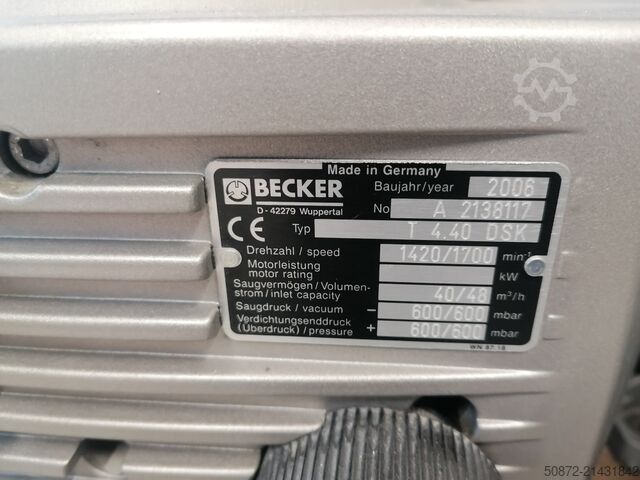 Made in Germany
BECKER
D - 42279 Wuppertal
Baujahr/year 2006
No A 2138117
CE Typ T 4.40 DSK
Drehzahl / speed 1420/1700 min-1
Motorleistung
motor rating kW
Saugvermögen / Volumen-
strom / inlet capacity 40/48 m³/h
Saugdruck / vacuum - 600/600 mbar
Verdichtungsenddruck
(Überdruck) / pressure + 600/600 mbar
WN 87-18
50872-21431842